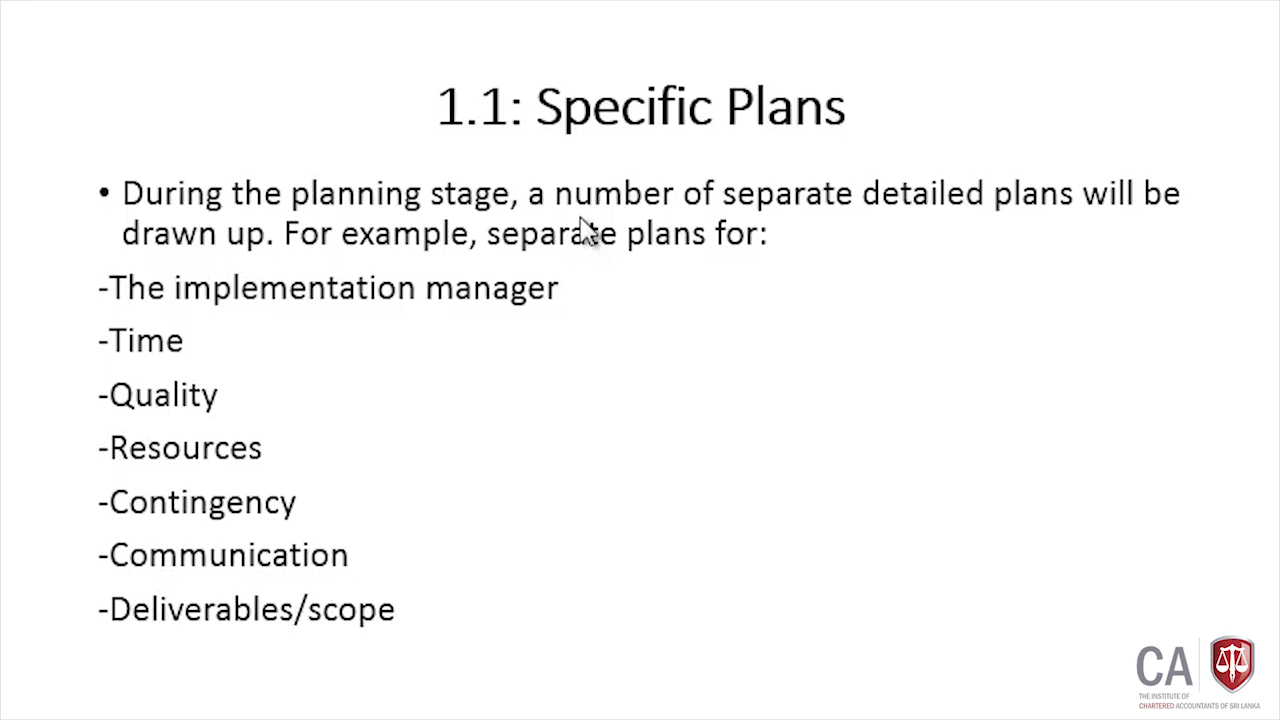 1.1: Specific Plans
• During the planning stage, a number of separate detailed plans will be
drawn up. For example, separate plans for:
-The implementation manager
-Time
-Quality
-Resources
-Contingency
-Communication
-Deliverables/scope
CA
THE INSTITUTE OF
CHARTERED ACCOUNTANTS OF SRI LANKA